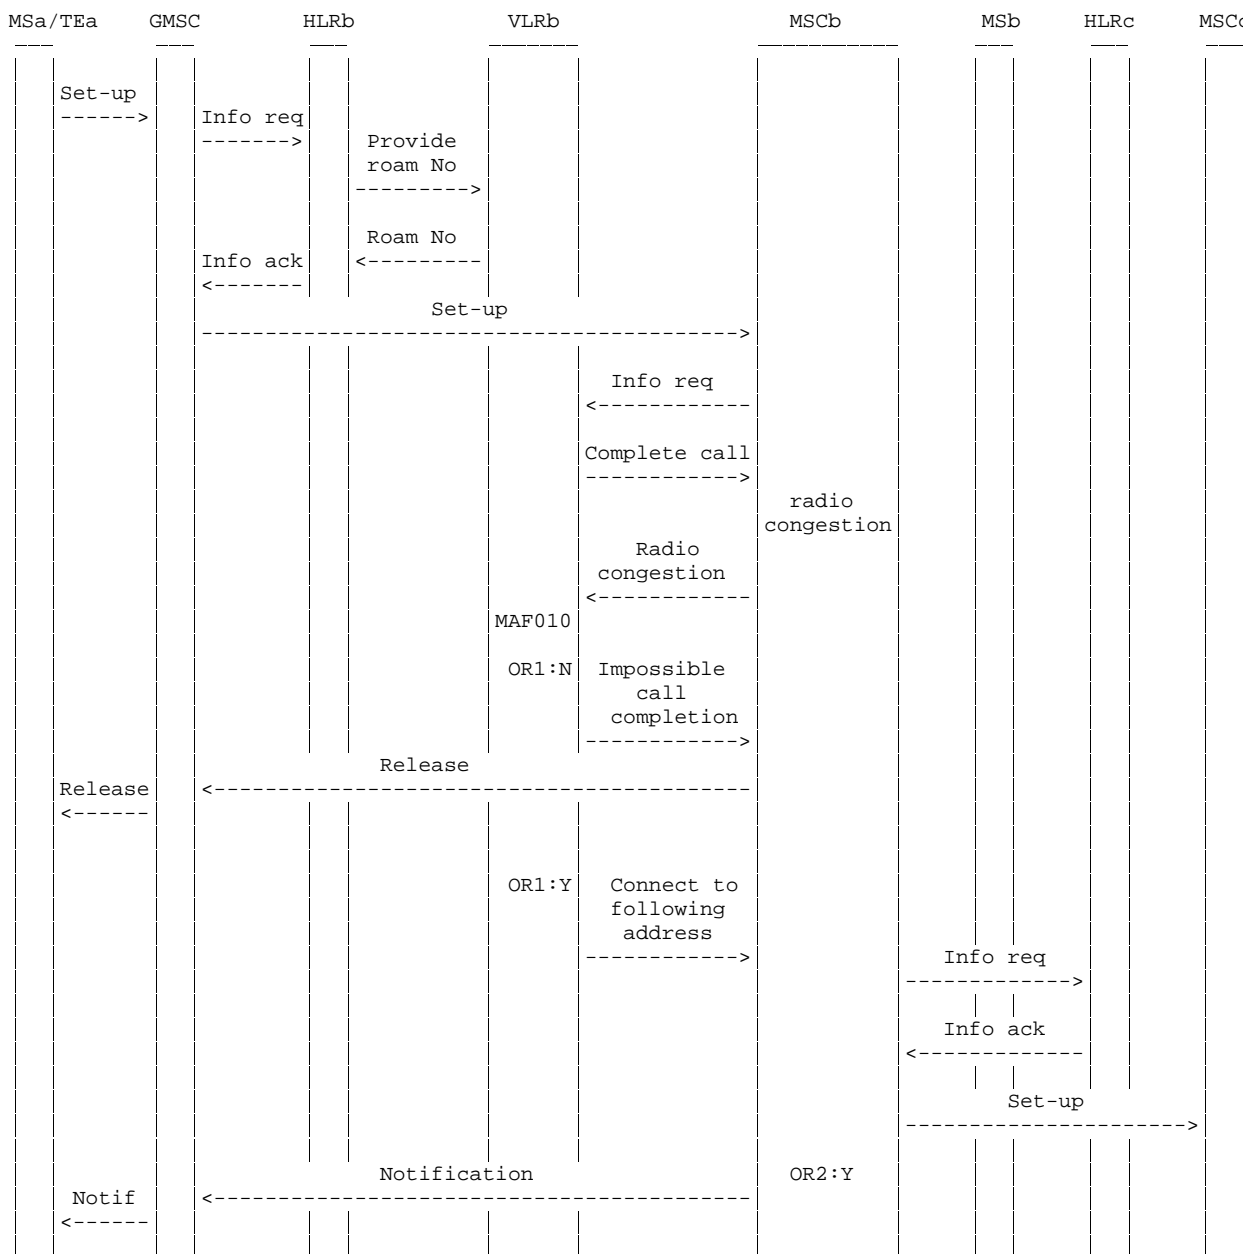 MSa/TEa GMSC HLRb VLRb MSCb MSb HLRc MSCc
Set-up
------> Info req
-------> Provide
roam No
--------->
Roam No
Info ack <---------
<-------
Set-up
------------------------------------------>
Info req
<------------
Complete call
------------>
radio
congestion
Radio
congestion
<------------
MAF010
OR1:N Impossible
call
completion
------------>
Release
Release <------------------------------------------
<------
OR1:Y Connect to
following
address
------------> Info req
------------->
Info ack
<-------------
Set-up
---------------------->
Notification OR2:Y
Notif <------------------------------------------
<------